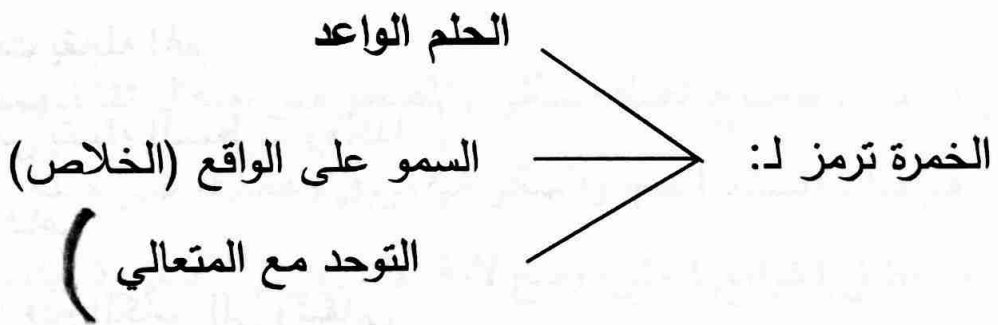 الحلم الواعد
الخمرة ترمز لـ: السمو على الواقع (الخلاص)
التوحد مع المتعالي